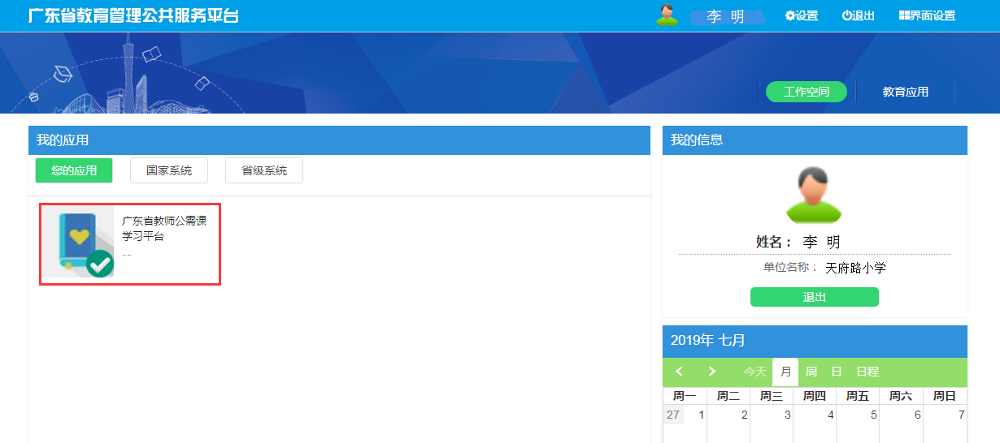 广东省教育管理公共服务平台
李 明
设置
退出
界面设置
工作空间
教育应用
我的应用
您的应用
国家系统
省级系统
广东省教师公需课
学习平台
--
我的信息
姓名： 李 明
单位名称： 天府路小学
退出
2019年 七月
今天 月 周 日 日程
周一 周二 周三 周四 周五 周六 周日
27 1 2 3 4 5 6 7